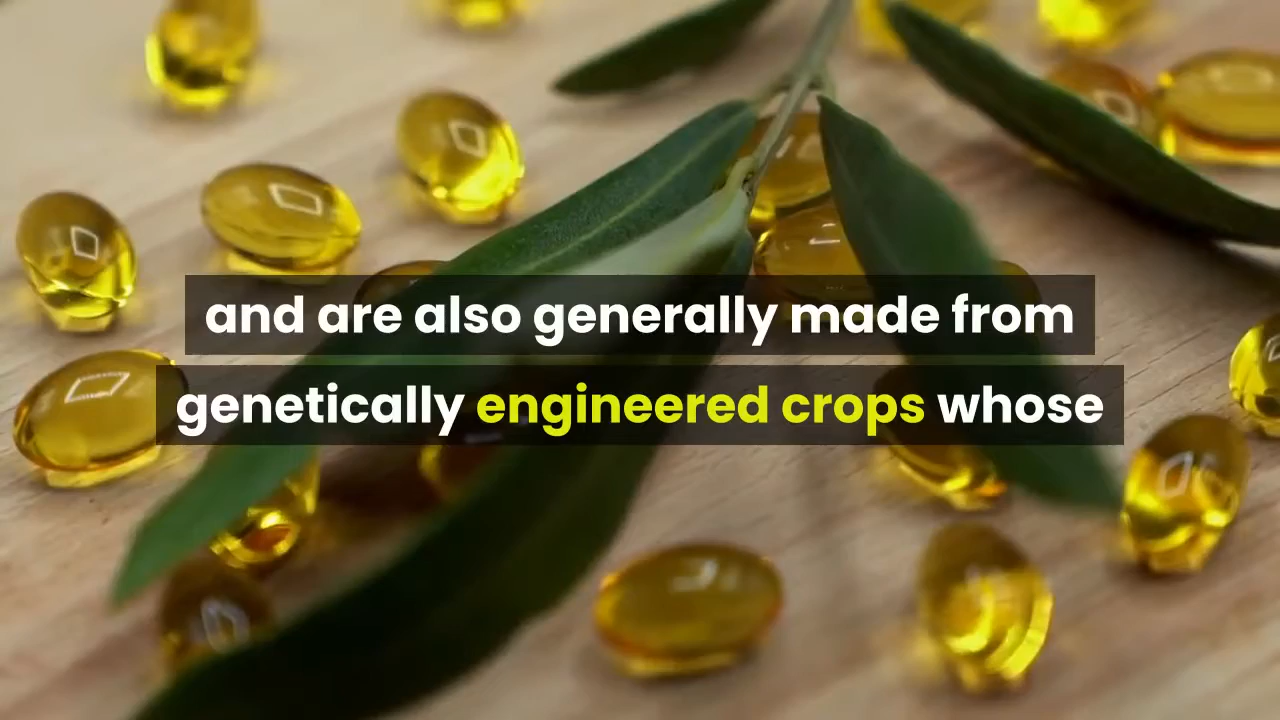 and are also generally made from
genetically engineered crops whose